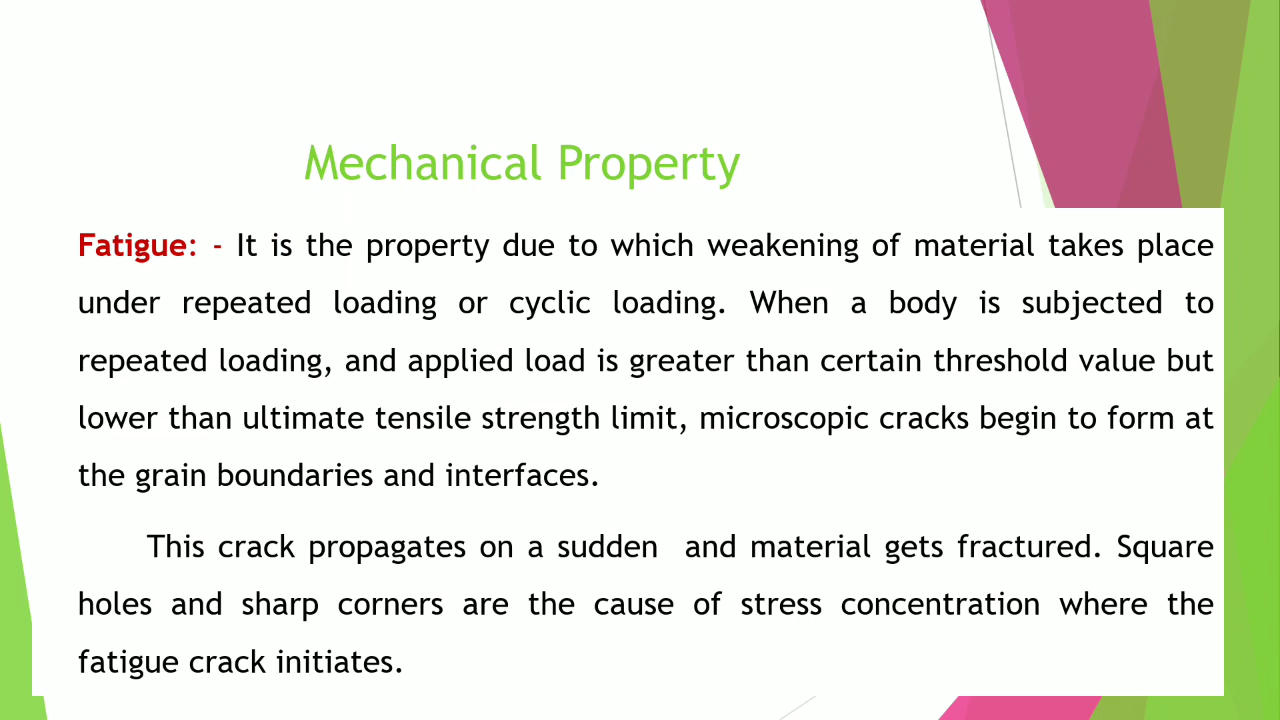 Mechanical Property
Fatigue: - It is the property due to which weakening of material takes place
under repeated loading or cyclic loading. When a body is subjected to
repeated loading, and applied load is greater than certain threshold value but
lower than ultimate tensile strength limit, microscopic cracks begin to form at
the grain boundaries and interfaces.
This crack propagates on a sudden and material gets fractured. Square
holes and sharp corners are the cause of stress concentration where the
fatigue crack initiates.